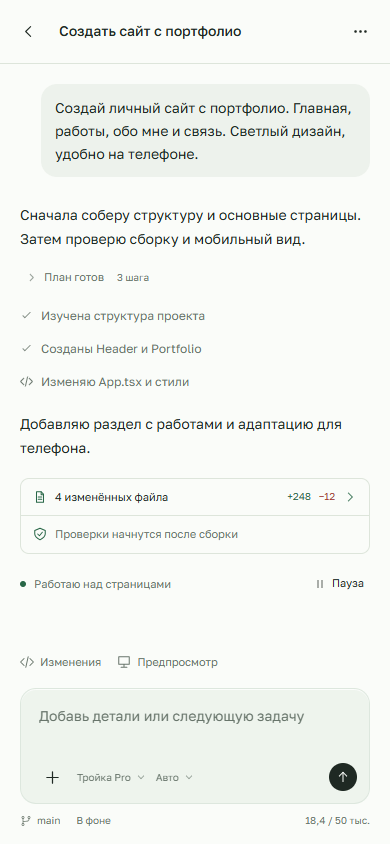 Создать сайт с портфолио
Создай личный сайт с портфолио. Главная,
работы, обо мне и связь. Светлый дизайн,
удобно на телефоне.
Сначала соберу структуру и основные страницы.
Затем проверю сборку и мобильный вид.
План готов 3 шага
Изучена структура проекта
Созданы Header и Portfolio
Изменяю App.tsx и стили
Добавляю раздел с работами и адаптацию для
телефона.
4 изменённых файла +248 −12
Проверки начнутся после сборки
Работаю над страницами Пауза
Изменения Предпросмотр
Добавь детали или следующую задачу
Тройка Pro Авто
main В фоне 18,4 / 50 тыс.